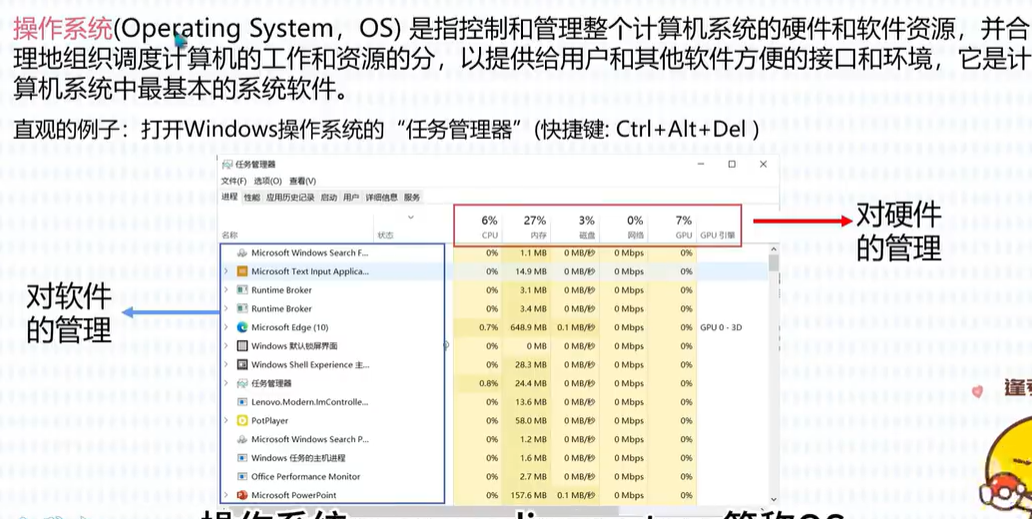 操作系统(Operating System，OS) 是指控制和管理整个计算机系统的硬件和软件资源，并合
理地组织调度计算机的工作和资源的分，以提供给用户和其他软件方便的接口和环境，它是计
算机系统中最基本的系统软件。
直观的例子：打开Windows操作系统的“任务管理器”(快捷键: Ctrl+Alt+Del )
任务管理器
文件(F) 选项(O) 查看(V)
进程 性能 应用历史记录 启动 用户 详细信息 服务
6% 27% 3% 0% 7%
名称 状态 CPU 内存 磁盘 网络 GPU GPU 引擎
Microsoft Windows Search F... 0% 1.1 MB 0 MB/秒 0 Mbps 0%
Microsoft Text Input Applica... 0% 14.9 MB 0 MB/秒 0 Mbps 0%
Runtime Broker 0% 3.1 MB 0 MB/秒 0 Mbps 0%
Runtime Broker 0% 3.4 MB 0 MB/秒 0 Mbps 0%
Microsoft Edge (10) 0.7% 648.9 MB 0.1 MB/秒 0 Mbps 0% GPU 0 - 3D
Windows 默认锁屏界面 0% 0 MB 0 MB/秒 0 Mbps 0%
Windows Shell Experience 主... 0% 28.3 MB 0 MB/秒 0 Mbps 0%
任务管理器 0.8% 24.4 MB 0 MB/秒 0 Mbps 0%
Lenovo.Modern.ImControlle... 0% 13.6 MB 0 MB/秒 0 Mbps 0%
PotPlayer 0% 58.0 MB 0 MB/秒 0 Mbps 0%
Microsoft Windows Search P... 0% 1.2 MB 0 MB/秒 0 Mbps 0%
Windows 任务的主机进程 0% 1.6 MB 0 MB/秒 0 Mbps 0%
Office Performance Monitor 0% 2.7 MB 0 MB/秒 0 Mbps 0%
Microsoft PowerPoint 0% 157.6 MB 0.1 MB/秒 0 Mbps 0%
对硬件
的管理
对软件
的管理